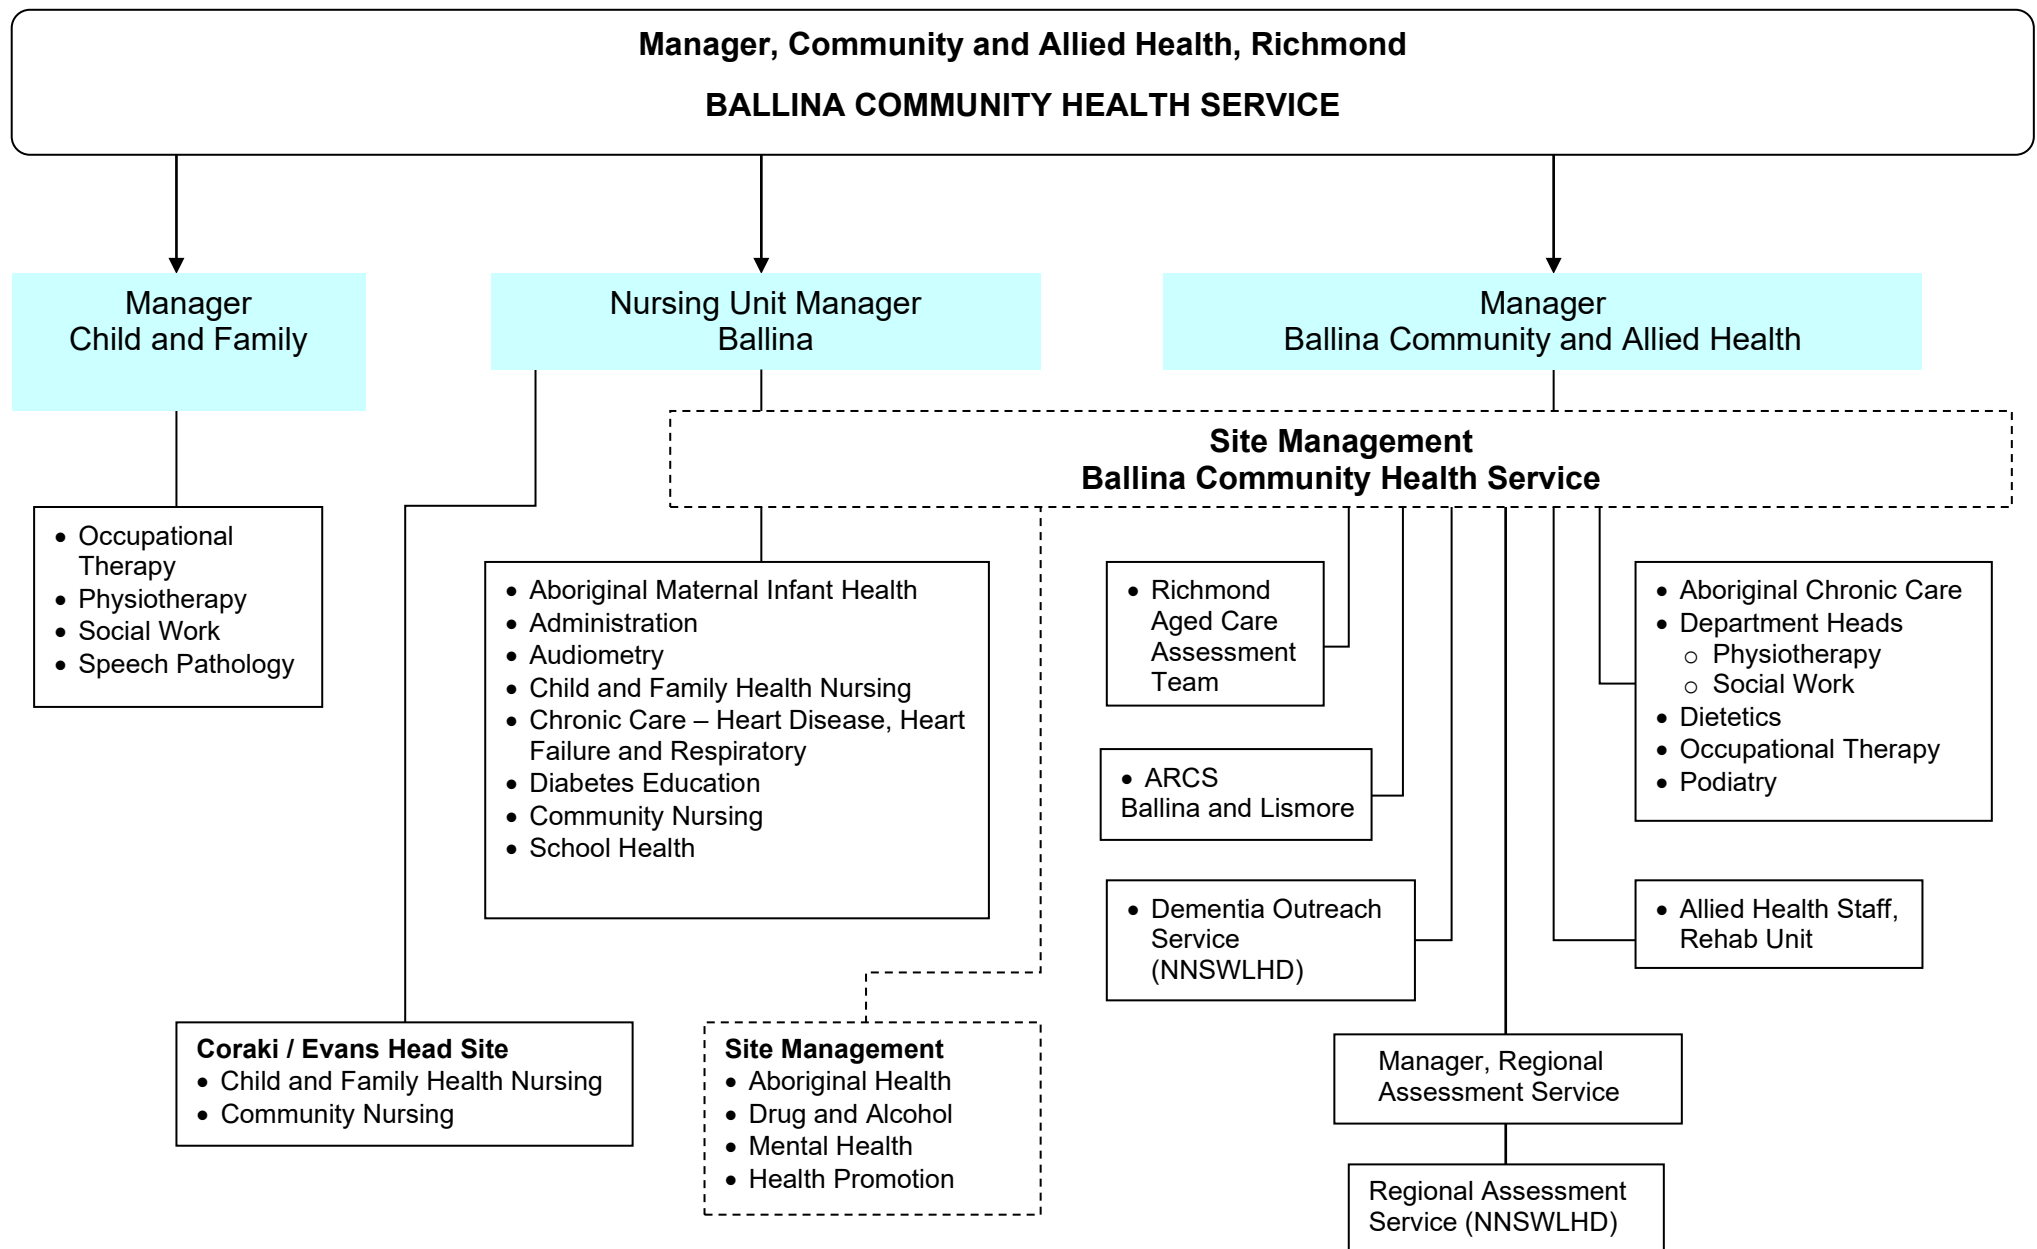 Manager, Community and Allied Health, Richmond
BALLINA COMMUNITY HEALTH SERVICE
Manager
Child and Family
Nursing Unit Manager
Ballina
Manager
Ballina Community and Allied Health
Site Management
Ballina Community Health Service
• Occupational
Therapy
• Physiotherapy
• Social Work
• Speech Pathology
• Aboriginal Maternal Infant Health
• Administration
• Audiometry
• Child and Family Health Nursing
• Chronic Care – Heart Disease, Heart
Failure and Respiratory
• Diabetes Education
• Community Nursing
• School Health
• Richmond
Aged Care
Assessment
Team
• ARCS
Ballina and Lismore
• Dementia Outreach
Service
(NNSWLHD)
• Aboriginal Chronic Care
• Department Heads
○ Physiotherapy
○ Social Work
• Dietetics
• Occupational Therapy
• Podiatry
• Allied Health Staff,
Rehab Unit
Coraki / Evans Head Site
• Child and Family Health Nursing
• Community Nursing
Site Management
• Aboriginal Health
• Drug and Alcohol
• Mental Health
• Health Promotion
Manager, Regional
Assessment Service
Regional Assessment
Service (NNSWLHD)